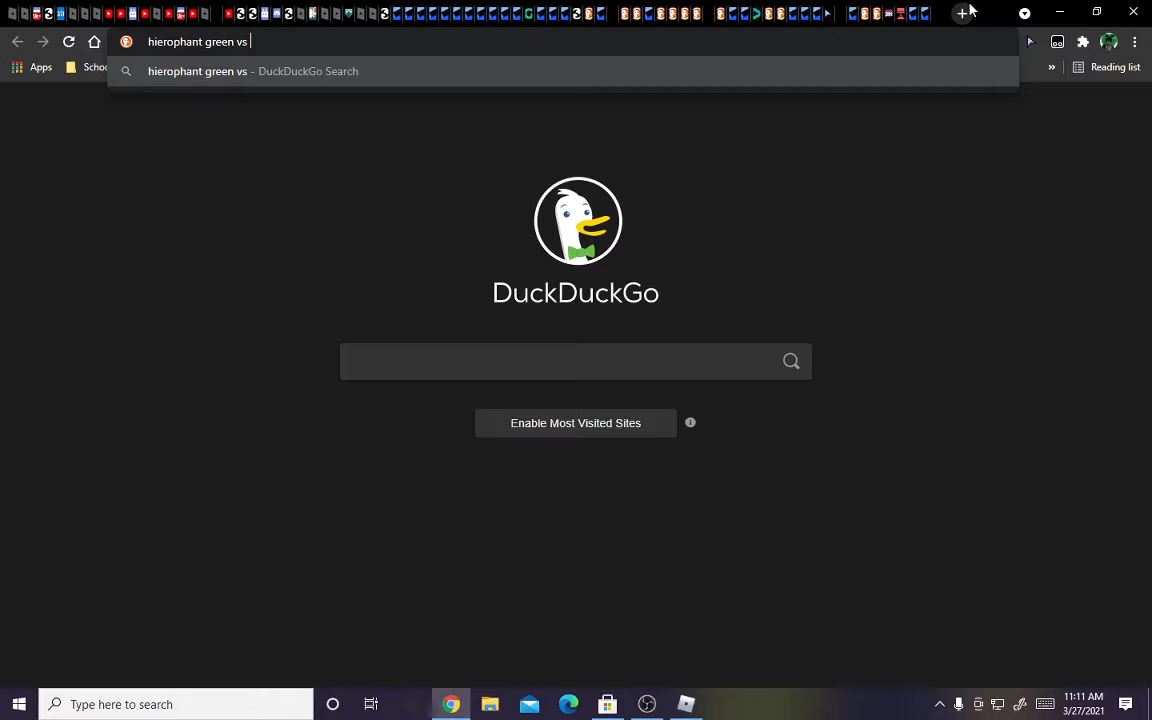 hierophant green vs
hierophant green vs - DuckDuckGo Search
Apps
Schoo
»
Reading list
DuckDuckGo
Enable Most Visited Sites
Type here to search
11:11 AM
3/27/2021